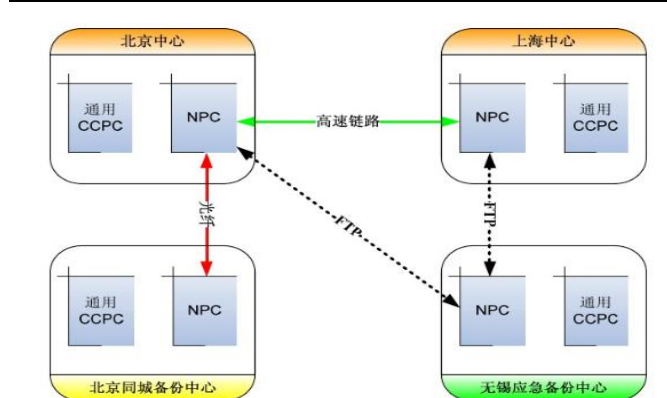 北京中心
上海中心
通用
CCPC
NPC
高速链路
NPC
通用
CCPC
光纤
FTP
FTP
通用
CCPC
NPC
NPC
通用
CCPC
北京同城备份中心
无锡应急备份中心